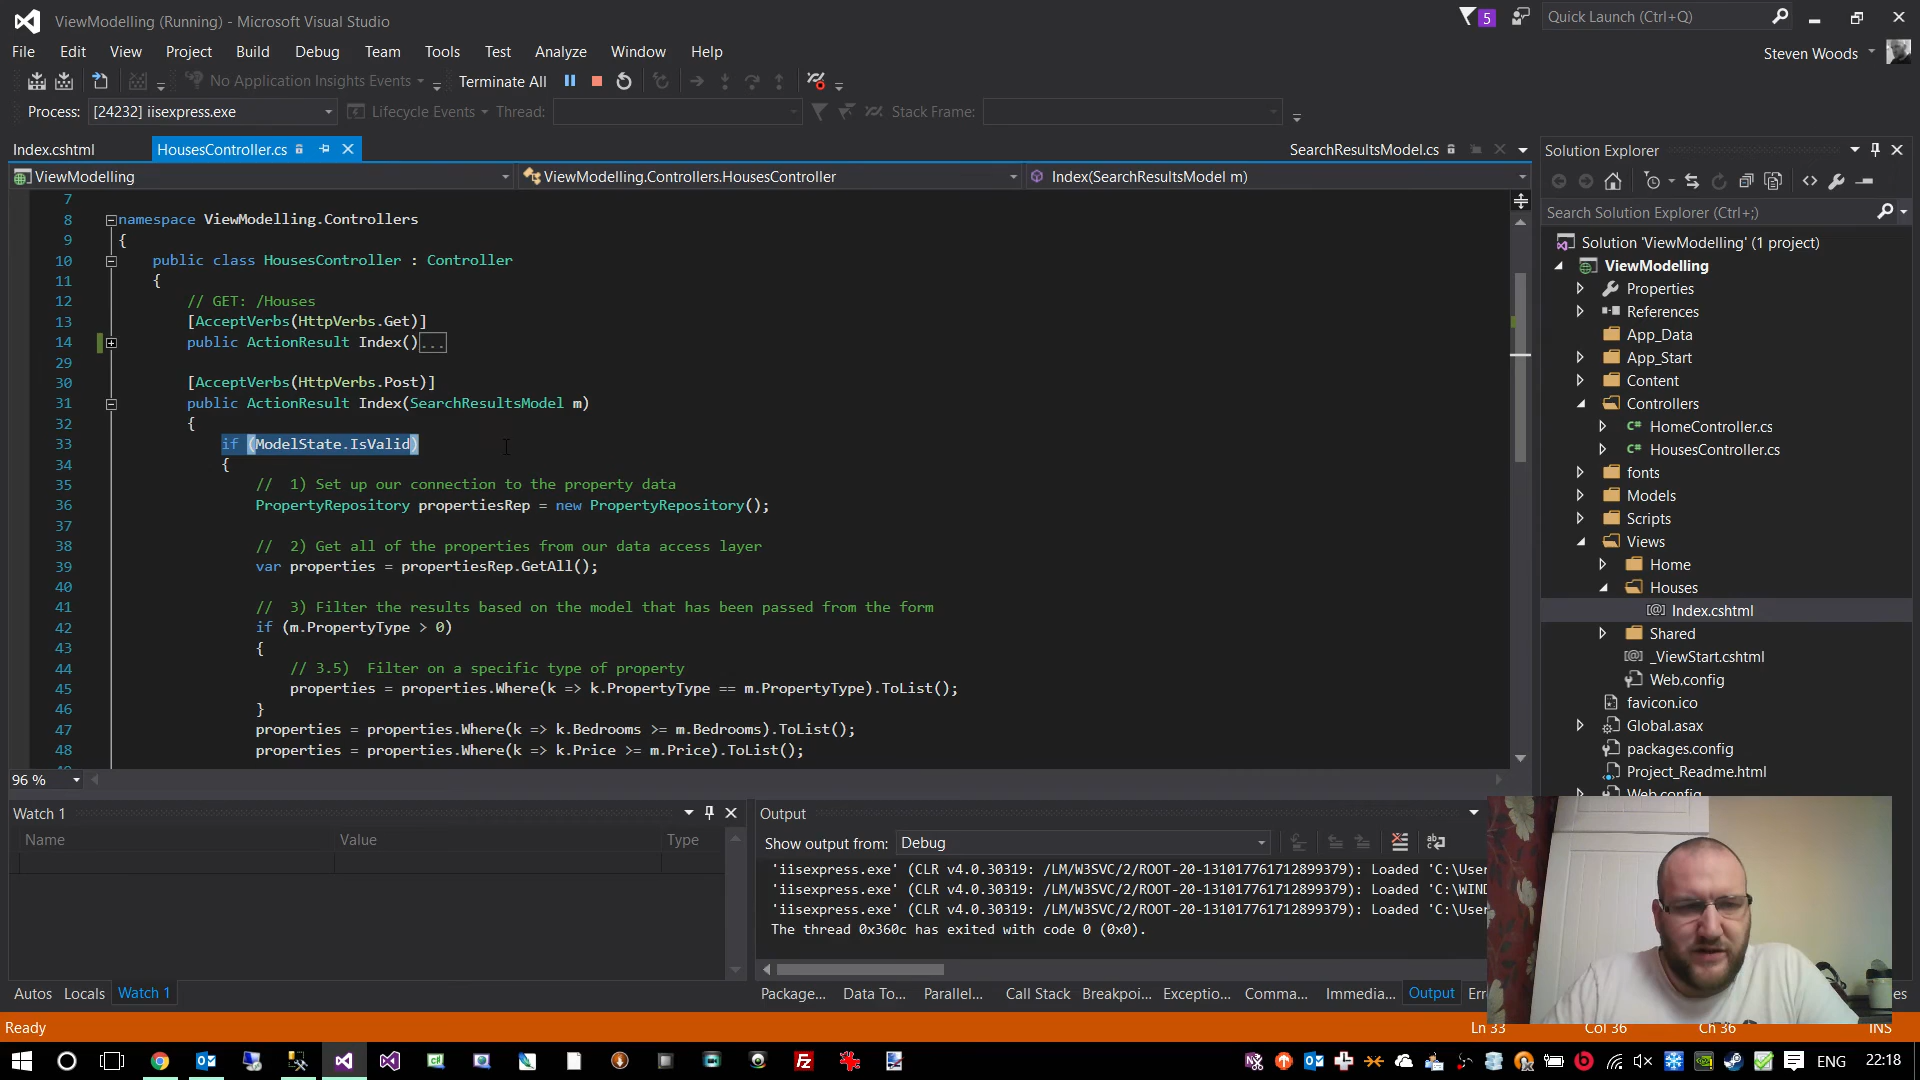 ViewModelling (Running) - Microsoft Visual Studio
5
Quick Launch (Ctrl+Q)
File Edit View Project Build Debug Team Tools Test Analyze Window Help
Steven Woods
No Application Insights Events
Terminate All
Process: [24232] iisexpress.exe
Lifecycle Events
Thread:
Stack Frame:
Index.cshtml
HousesController.cs
SearchResultsModel.cs
ViewModelling
ViewModelling.Controllers.HousesController
Index(SearchResultsModel m)
7
8 namespace ViewModelling.Controllers
9 {
10 public class HousesController : Controller
11 {
12 // GET: /Houses
13 [AcceptVerbs(HttpVerbs.Get)]
14 public ActionResult Index()...
29
30 [AcceptVerbs(HttpVerbs.Post)]
31 public ActionResult Index(SearchResultsModel m)
32 {
33 if (ModelState.IsValid)
34 {
35 // 1) Set up our connection to the property data
36 PropertyRepository propertiesRep = new PropertyRepository();
37
38 // 2) Get all of the properties from our data access layer
39 var properties = propertiesRep.GetAll();
40
41 // 3) Filter the results based on the model that has been passed from the form
42 if (m.PropertyType > 0)
43 {
44 // 3.5) Filter on a specific type of property
45 properties = properties.Where(k => k.PropertyType == m.PropertyType).ToList();
46 }
47 properties = properties.Where(k => k.Bedrooms >= m.Bedrooms).ToList();
48 properties = properties.Where(k => k.Price >= m.Price).ToList();
96 %
Solution Explorer
Search Solution Explorer (Ctrl+;)
Solution 'ViewModelling' (1 project)
ViewModelling
Properties
References
App_Data
App_Start
Content
Controllers
HomeController.cs
HousesController.cs
fonts
Models
Scripts
Views
Home
Houses
Index.cshtml
Shared
_ViewStart.cshtml
Web.config
favicon.ico
Global.asax
packages.config
Project_Readme.html
Web.config
Watch 1
Name Value Type
Autos Locals Watch 1
Output
Show output from: Debug
'iisexpress.exe' (CLR v4.0.30319: /LM/W3SVC/2/ROOT-20-131017761712899379): Loaded 'C:\User
'iisexpress.exe' (CLR v4.0.30319: /LM/W3SVC/2/ROOT-20-131017761712899379): Loaded 'C:\WIND
'iisexpress.exe' (CLR v4.0.30319: /LM/W3SVC/2/ROOT-20-131017761712899379): Loaded 'C:\User
The thread 0x360c has exited with code 0 (0x0).
Package... Data To... Parallel... Call Stack Breakpoi... Exceptio... Comma... Immedia... Output
Ready
Ln 33 Col 36 Ch 36 INS
ENG 22:18